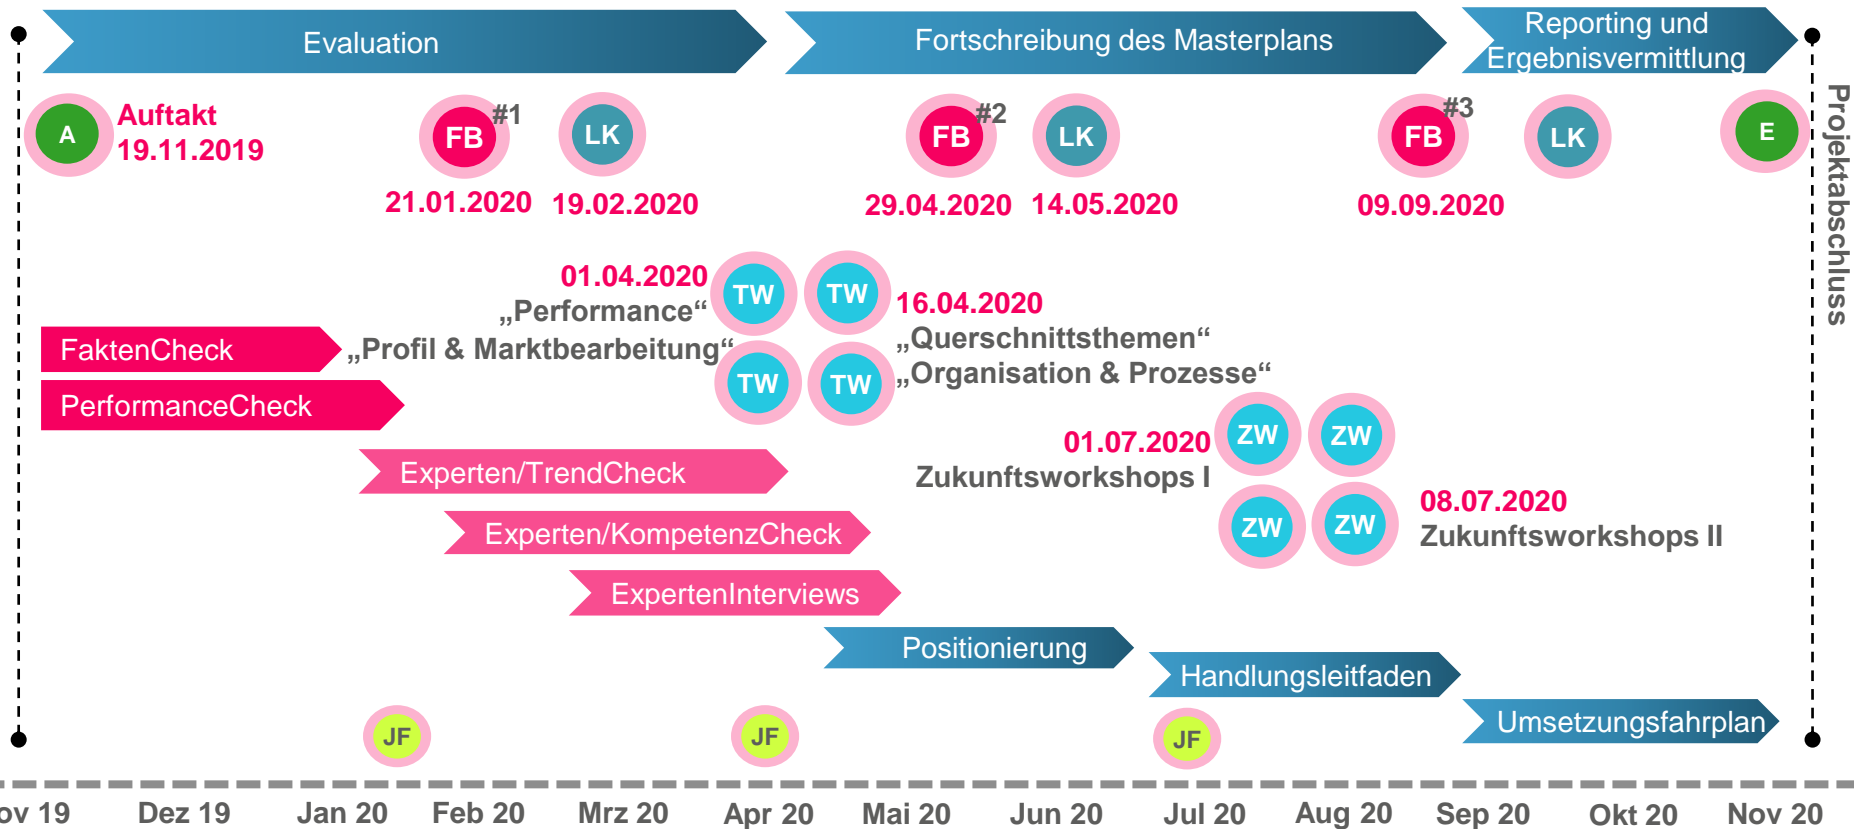 Evaluation
Fortschreibung des Masterplans
Reporting und
Ergebnisvermittlung
A
Auftakt
19.11.2019
FB
#1
21.01.2020
LK
19.02.2020
FB
#2
29.04.2020
LK
14.05.2020
FB
#3
09.09.2020
LK
E
Projektabschluss
01.04.2020
„Performance“
„Profil & Marktbearbeitung“
TW
TW
TW
TW
16.04.2020
„Querschnittsthemen“
„Organisation & Prozesse“
FaktenCheck
PerformanceCheck
01.07.2020
Zukunftsworkshops I
ZW
ZW
ZW
ZW
08.07.2020
Zukunftsworkshops II
Experten/TrendCheck
Experten/KompetenzCheck
ExpertenInterviews
Positionierung
Handlungsleitfaden
Umsetzungsfahrplan
JF
JF
JF
ov 19 Dez 19 Jan 20 Feb 20 Mrz 20 Apr 20 Mai 20 Jun 20 Jul 20 Aug 20 Sep 20 Okt 20 Nov 20